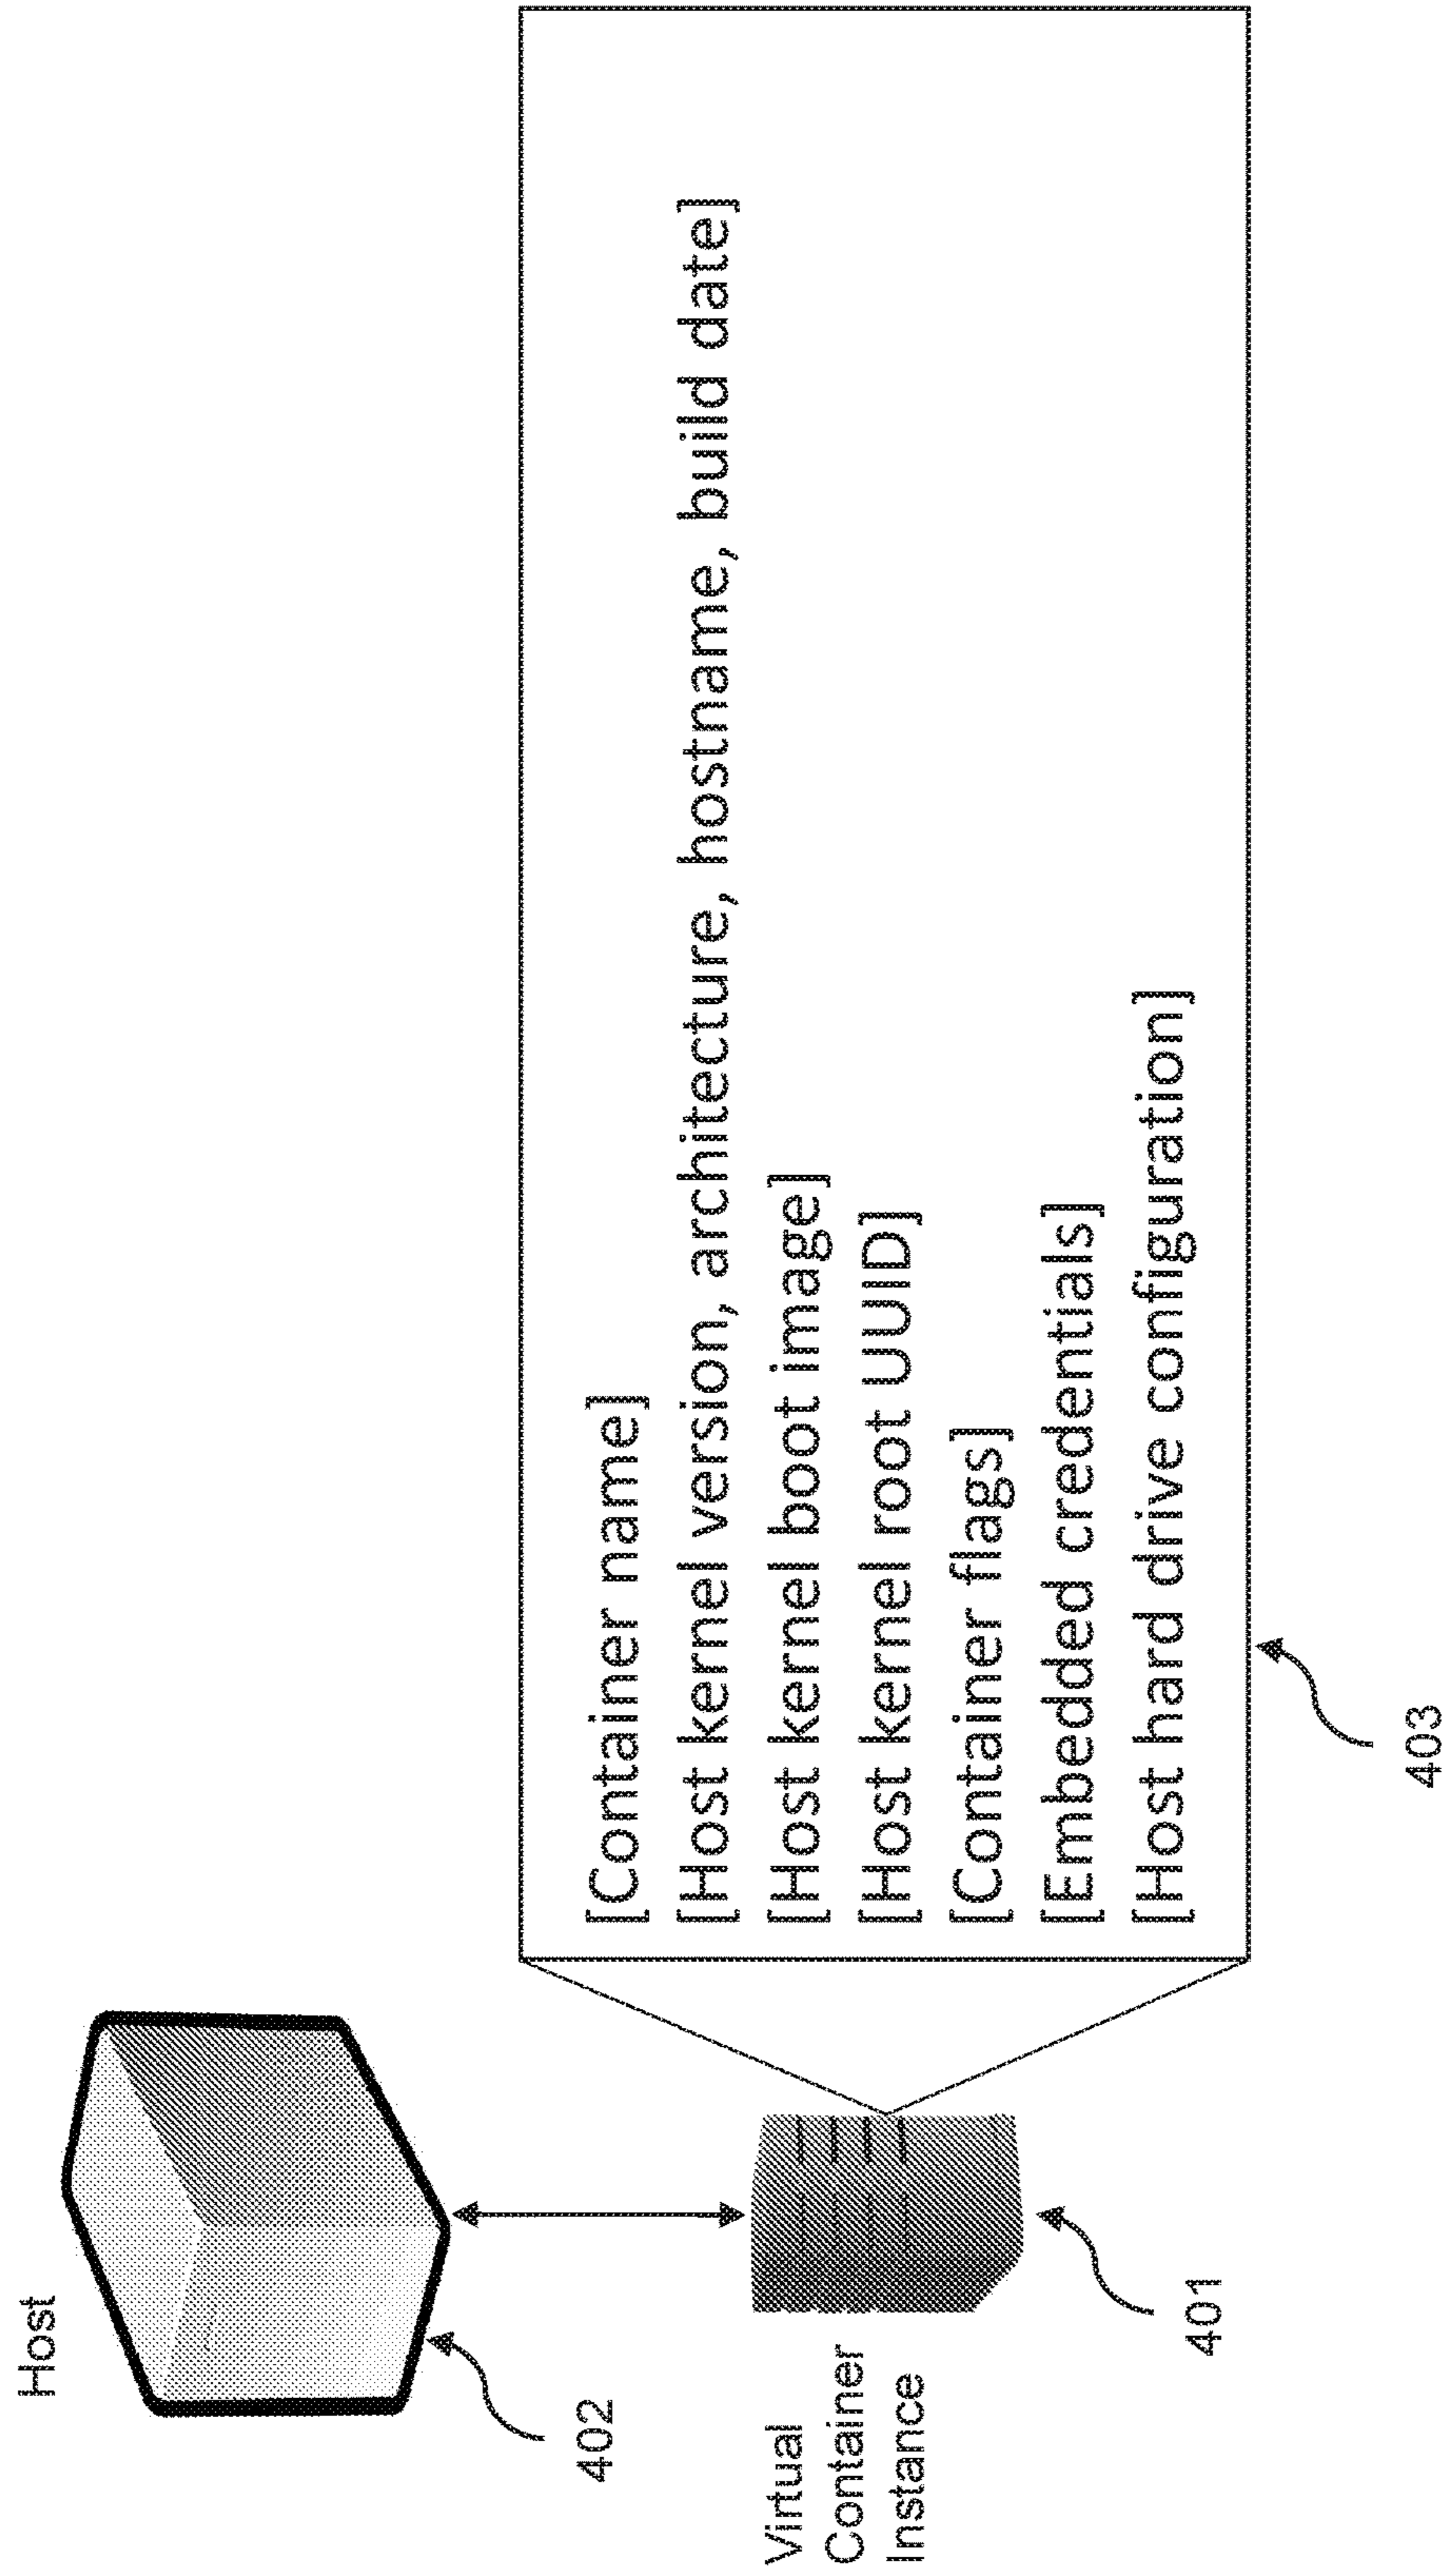 Host
402
Virtual
Container
Instance
401
[Container name]
[Host kernel version, architecture, hostname, build date]
[Host kernel boot image]
[Host kernel root UUID]
[Container flags]
[Embedded credentials]
[Host hard drive configuration]
403